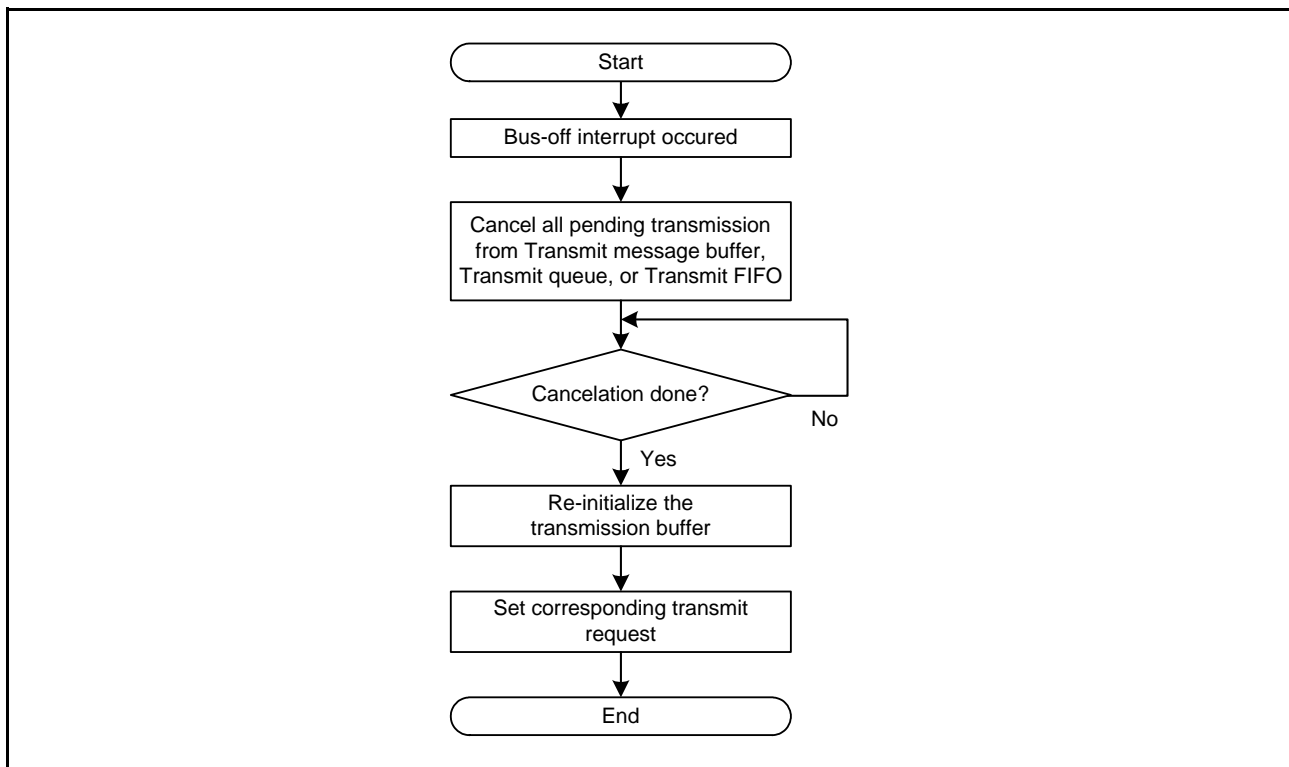 Start
Bus-off interrupt occured
Cancel all pending transmission
from Transmit message buffer,
Transmit queue, or Transmit FIFO
Cancelation done?
No
Yes
Re-initialize the
transmission buffer
Set corresponding transmit
request
End